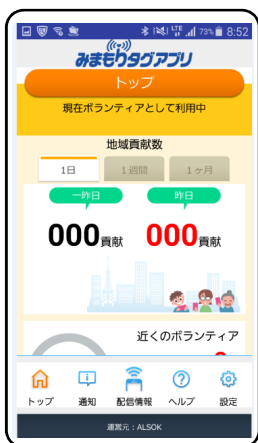 73% 8:52
みまもりタグアプリ
トップ
現在ボランティアとして利用中
地域貢献数
1日 1週間 1ヶ月
一昨日 昨日
000貢献 000貢献
近くのボランティア
トップ 通知 配信情報 ヘルプ 設定
運営元：ALSOK